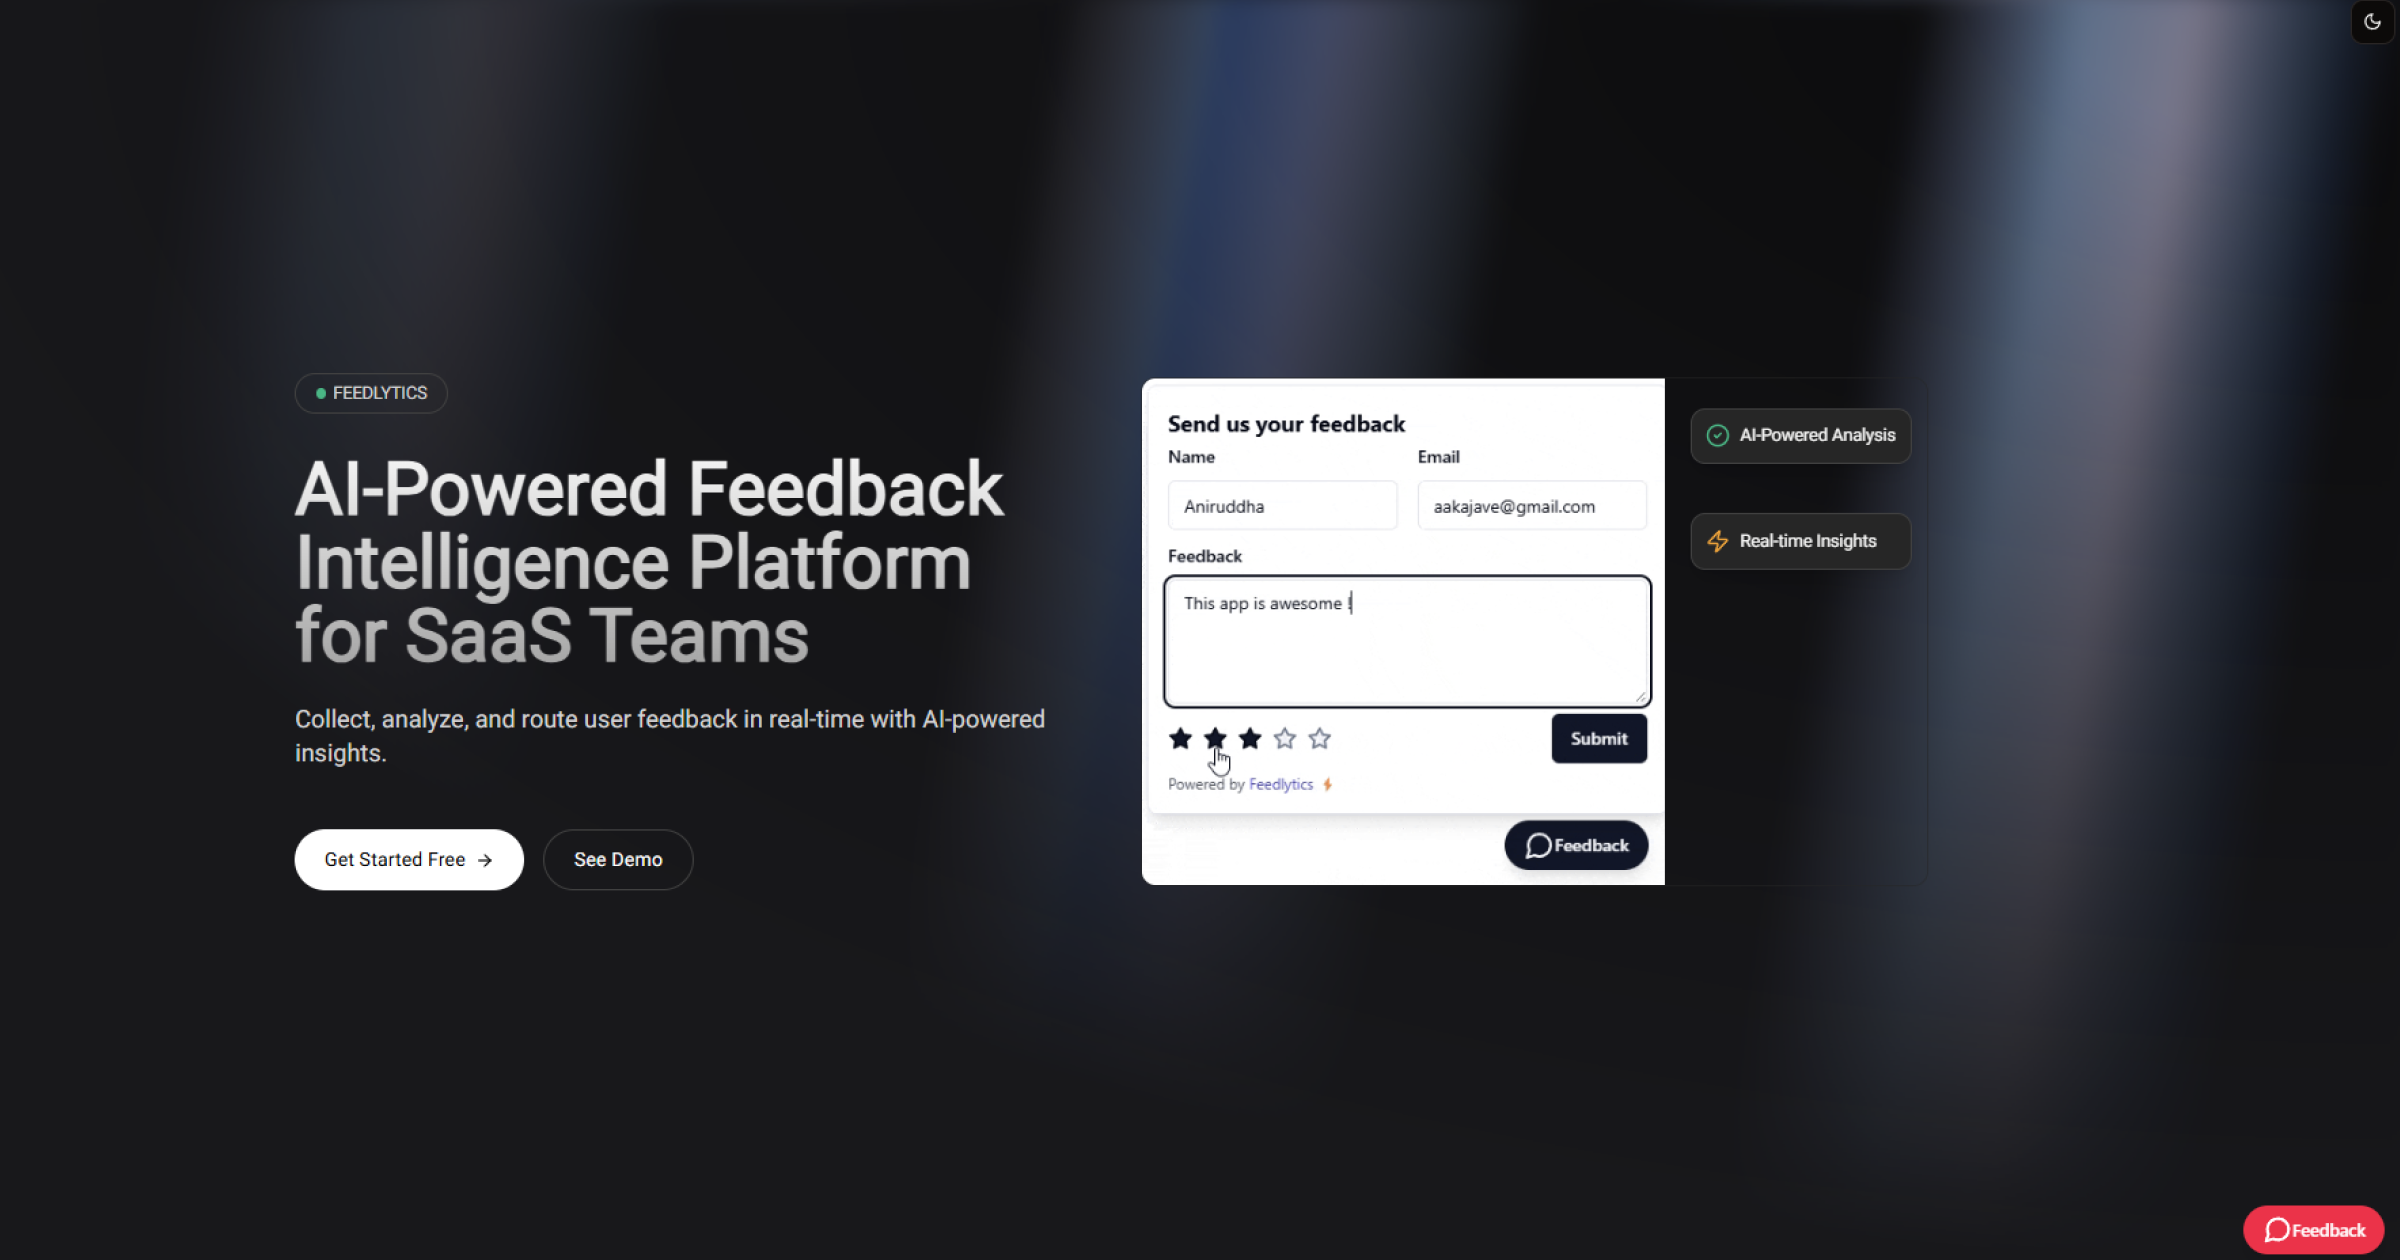 FEEDLYTICS
AI-Powered Feedback
Intelligence Platform
for SaaS Teams
Collect, analyze, and route user feedback in real-time with AI-powered
insights.
Get Started Free →
See Demo
Send us your feedback
Name
Email
Aniruddha
aakajave@gmail.com
Feedback
This app is awesome !
Submit
Powered by Feedlytics
Feedback
AI-Powered Analysis
Real-time Insights
Feedback